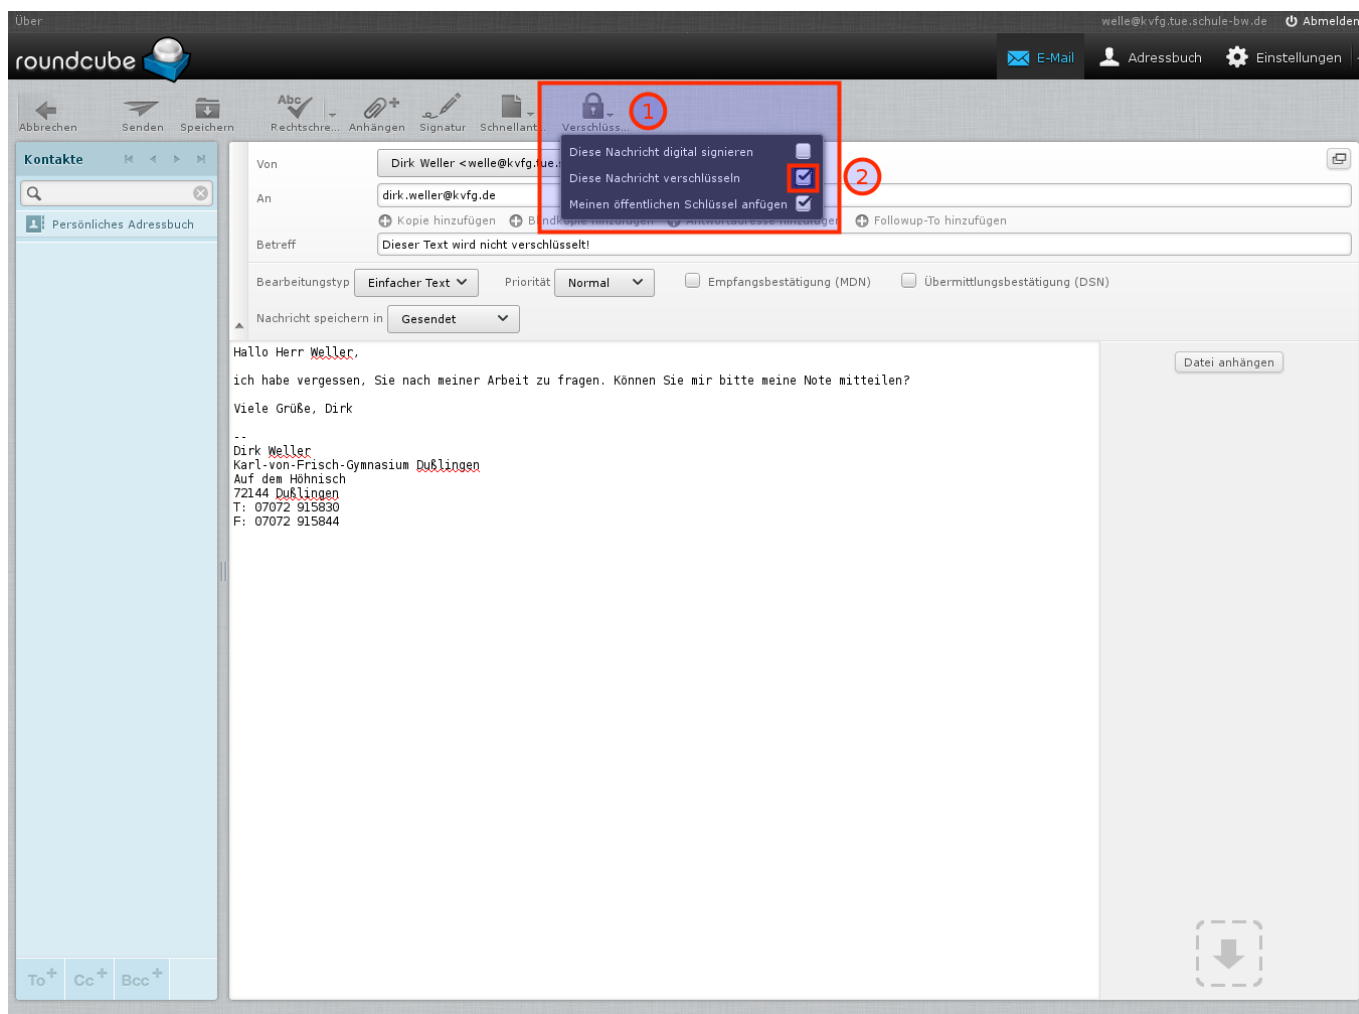 Über welle@kvfg.tue.schule-bw.de Abmelden
roundcube E-Mail Adressbuch Einstellungen
Abc
Abbrechen Senden Speichern Rechtschre... Anhängen Signatur Schnellant... Verschlüss...
1
Kontakte
Persönliches Adressbuch
Von Dirk Weller <welle@kvfg.tue.
Diese Nachricht digital signieren
Diese Nachricht verschlüsseln
2
Meinen öffentlichen Schlüssel anfügen
An dirk.weller@kvfg.de
Kopie hinzufügen Blindkopie hinzufügen Antwortadresse hinzufügen Followup-To hinzufügen
Betreff Dieser Text wird nicht verschlüsselt!
Bearbeitungstyp Einfacher Text Priorität Normal Empfangsbestätigung (MDN) Übermittlungsbestätigung (DSN)
Nachricht speichern in Gesendet
Hallo Herr Weller,
ich habe vergessen, Sie nach meiner Arbeit zu fragen. Können Sie mir bitte meine Note mitteilen?
Viele Grüße, Dirk
--
Dirk Weller
Karl-von-Frisch-Gymnasium Dußlingen
Auf dem Höhnisch
72144 Dußlingen
T: 07072 915830
F: 07072 915844
Datei anhängen
To+ Cc+ Bcc+